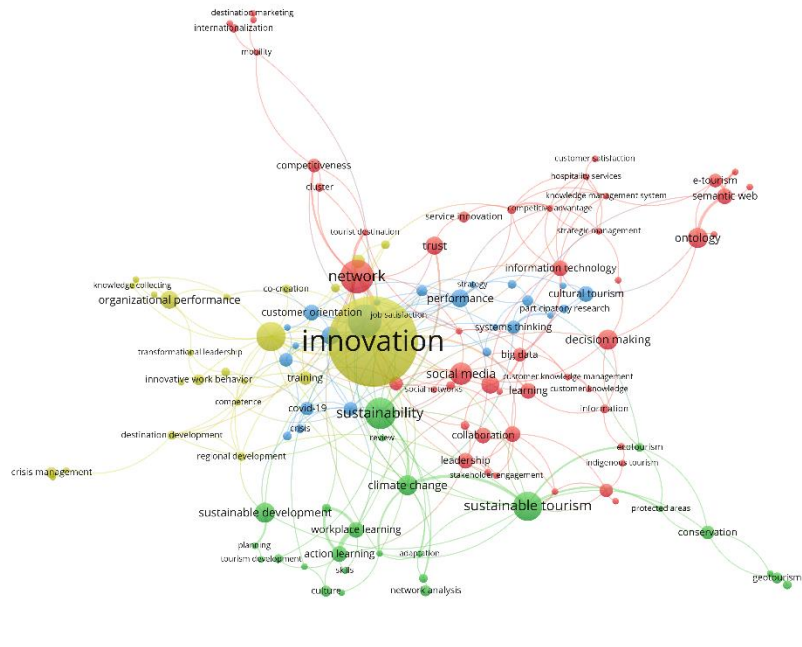 destination marketing
internationalization
mobility
competitiveness
cluster
customer satisfaction
hospitality services
e-tourism
knowledge management system
semantic web
competitive advantage
service innovation
tourist destination
strategic management
ontology
trust
information technology
network
strategy
knowledge collecting
co-creation
cultural tourism
organizational performance
performance
participatory research
customer orientation
job satisfaction
systems thinking
innovation
decision making
transformational leadership
big data
social media
customer knowledge management
innovative work behavior
training
social networks
learning
customer knowledge
competence
covid-19
sustainability
information
crisis
destination development
review
collaboration
ecotourism
regional development
leadership
indigenous tourism
crisis management
stakeholder engagement
climate change
sustainable tourism
protected areas
sustainable development
workplace learning
conservation
planning
action learning
adaptation
tourism development
skills
geotourism
culture
network analysis